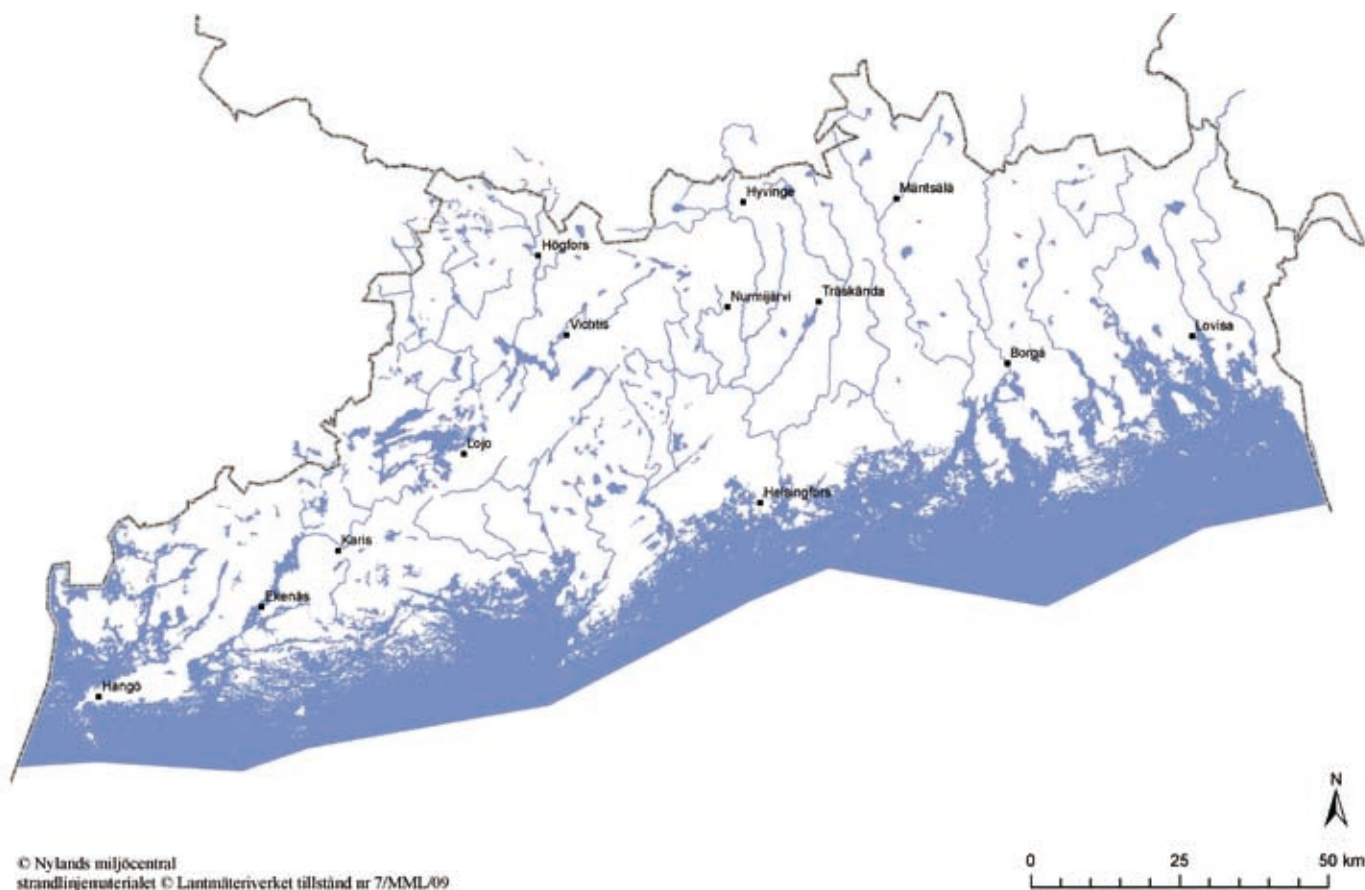 Hyvinge
Mäntsälä
Högfors
Nurmijärvi
Träskända
Vichtis
Lovisa
Borgå
Lojo
Helsingfors
Karis
Ekenäs
Hangö
N
0 25 50 km
© Nylands miljöcentral
strandlinjematerialet © Lantmäteriverket tillstånd nr 7/MML/09